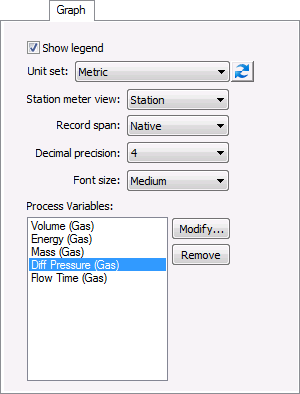 Graph
Show legend
Unit set: Metric
Station meter view: Station
Record span: Native
Decimal precision: 4
Font size: Medium
Process Variables:
Volume (Gas) Modify...
Energy (Gas)
Mass (Gas) Remove
Diff Pressure (Gas)
Flow Time (Gas)